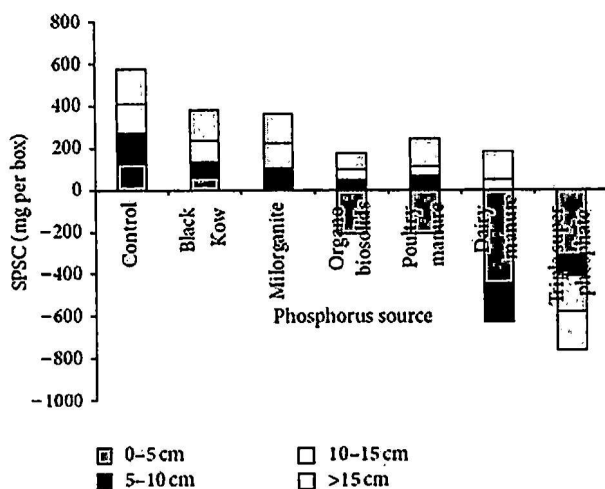 800
600
400
200
0
−200
−400
−600
−800
−1000
SPSC (mg per box)
Control
Black
Kow
Milorganite
Organo
biosolids
Poultry
manure
Dairy
manure
Triple super
phosphate
Phosphorus source
0–5 cm
10–15 cm
5–10 cm
>15 cm